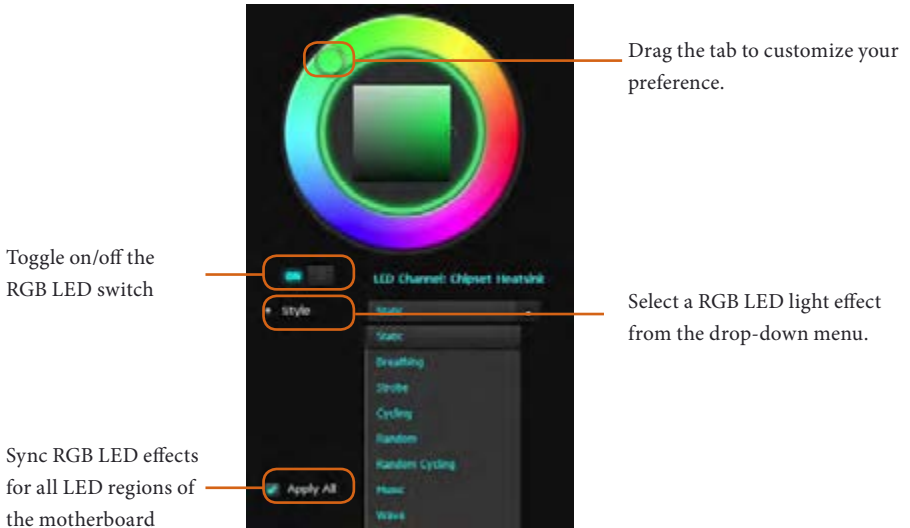 Drag the tab to customize your
preference.
Toggle on/off the
RGB LED switch
ON
LED Channel: Chipset Heatsink
Style
Static
Select a RGB LED light effect
from the drop-down menu.
Static
Breathing
Strobe
Cycling
Random
Random Cycling
Music
Wave
Sync RGB LED effects
for all LED regions of
the motherboard
Apply All